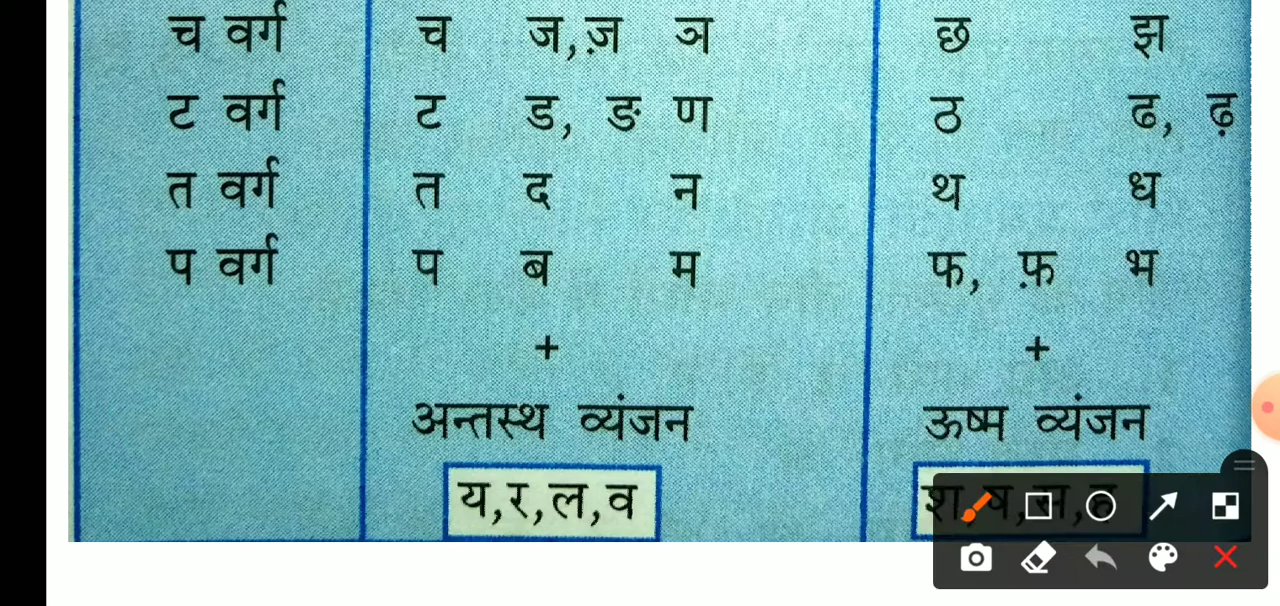 च वर्ग च ज, ज़ ञ छ झ
ट वर्ग ट ड, ङ ण ठ ढ, ढ़
त वर्ग त द न थ ध
प वर्ग प ब म फ, फ़ भ
+ +
अन्तस्थ व्यंजन ऊष्म व्यंजन
य,र,ल,व श,ष,स,ह